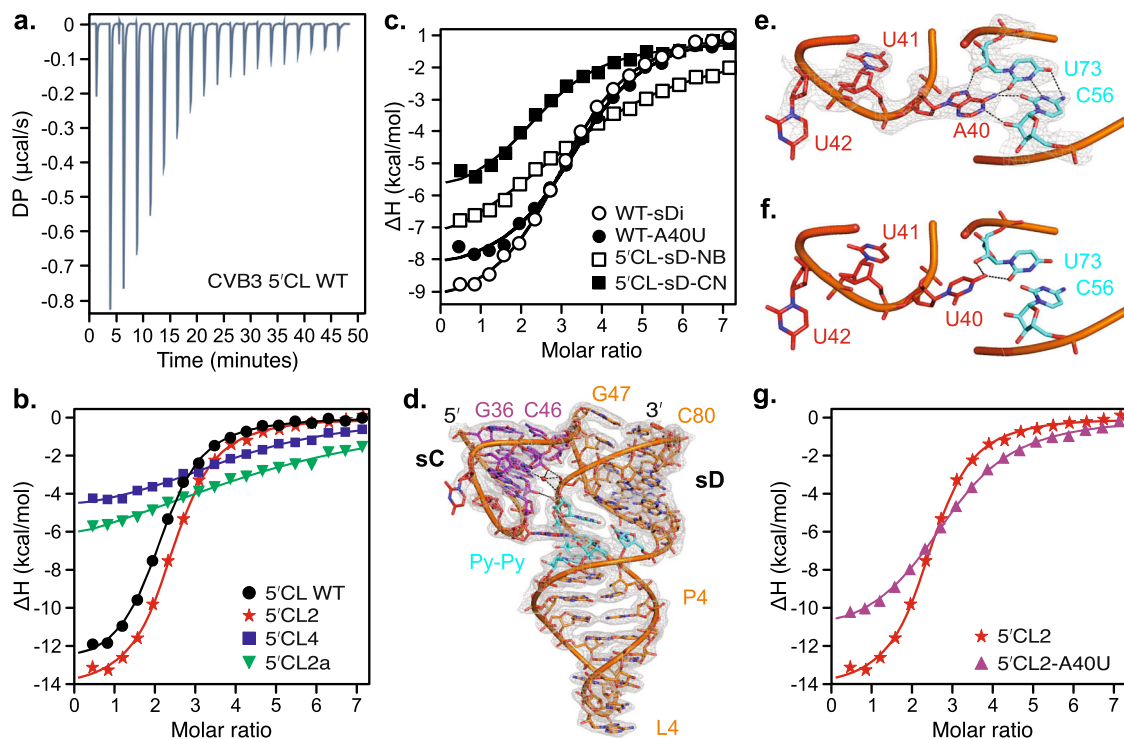 a.
0
-0.1
-0.2
-0.3
-0.4
-0.5
-0.6
-0.7
-0.8
DP (µcal/s)
CVB3 5′CL WT
0 5 10 15 20 25 30 35 40 45 50
Time (minutes)
c.
1
-1
-2
-3
-4
-5
-6
-7
-8
-9
ΔH (kcal/mol)
WT-sDi
WT-A40U
5′CL-sD-NB
5′CL-sD-CN
0 1 2 3 4 5 6 7
Molar ratio
e.
U41
U73
C56
A40
U42
f.
U41
U73
C56
U40
U42
b.
0
-2
-4
-6
-8
-10
-12
-14
ΔH (kcal/mol)
5′CL WT
5′CL2
5′CL4
5′CL2a
0 1 2 3 4 5 6 7
Molar ratio
d.
G47
5′ G36 C46 3′ C80
sC sD
Py-Py
P4
L4
g.
0
-2
-4
-6
-8
-10
-12
-14
ΔH (kcal/mol)
5′CL2
5′CL2-A40U
0 1 2 3 4 5 6 7
Molar ratio